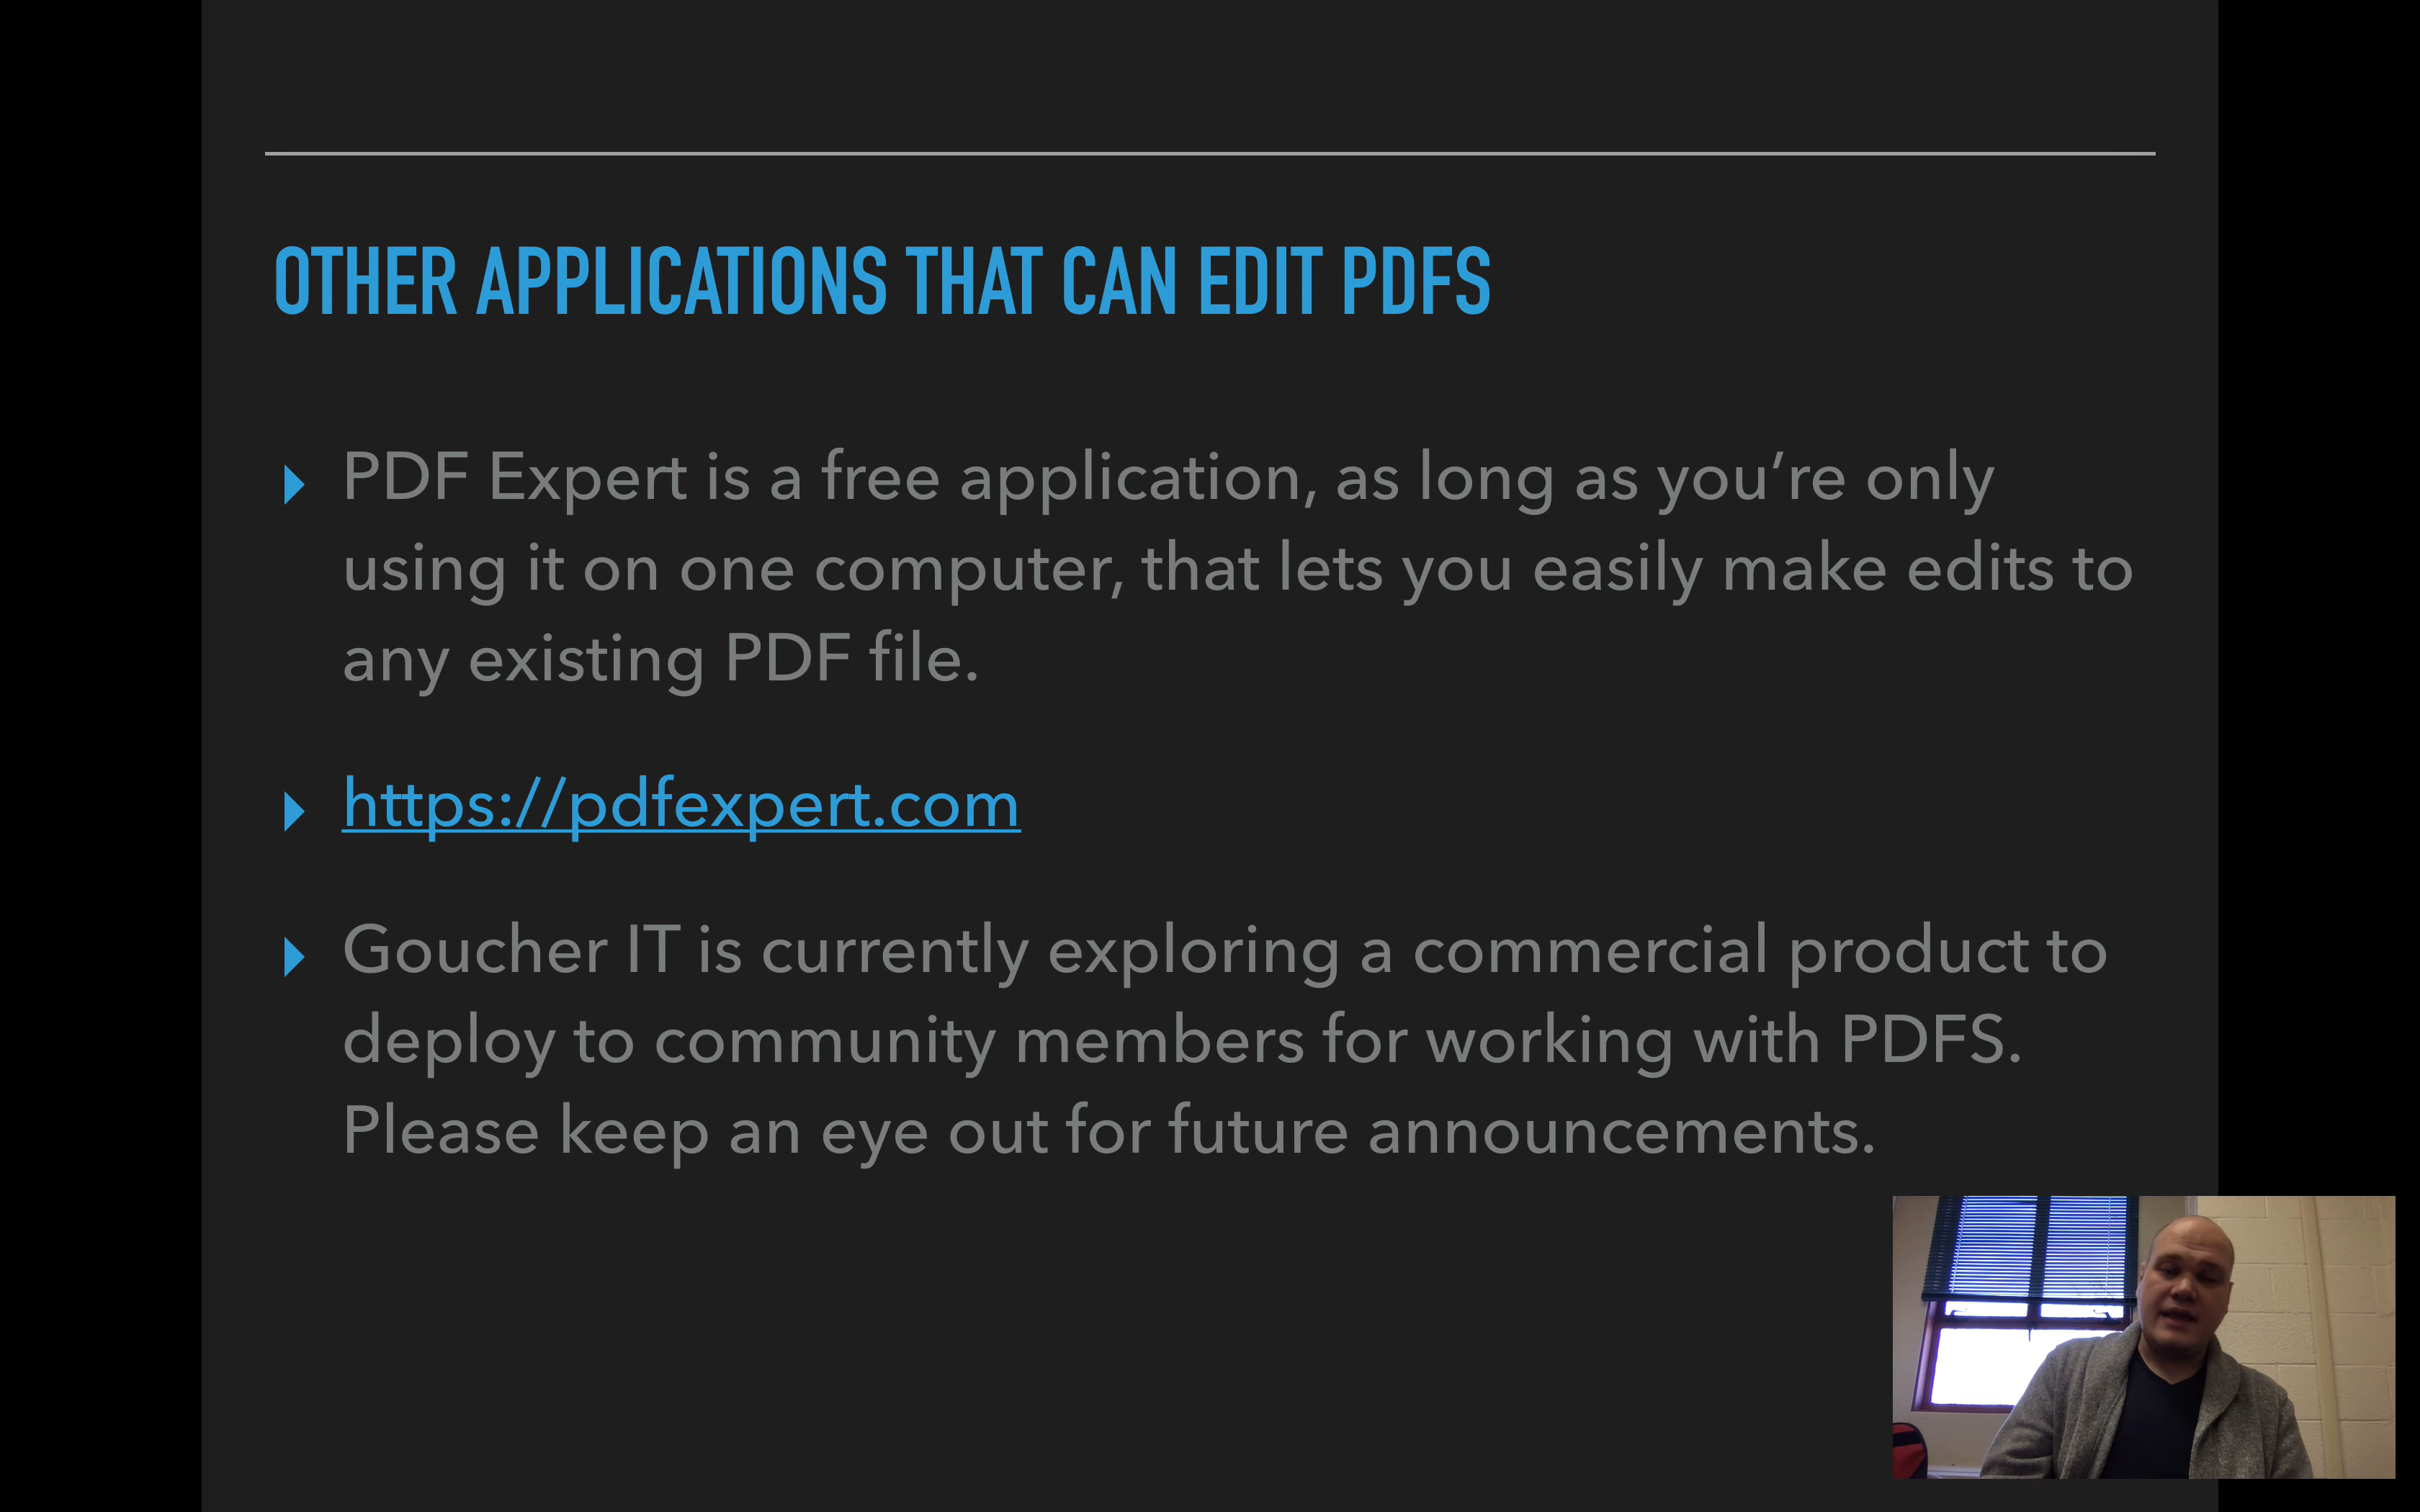 OTHER APPLICATIONS THAT CAN EDIT PDFS
PDF Expert is a free application, as long as you’re only
using it on one computer, that lets you easily make edits to
any existing PDF file.
https://pdfexpert.com
Goucher IT is currently exploring a commercial product to
deploy to community members for working with PDFS.
Please keep an eye out for future announcements.